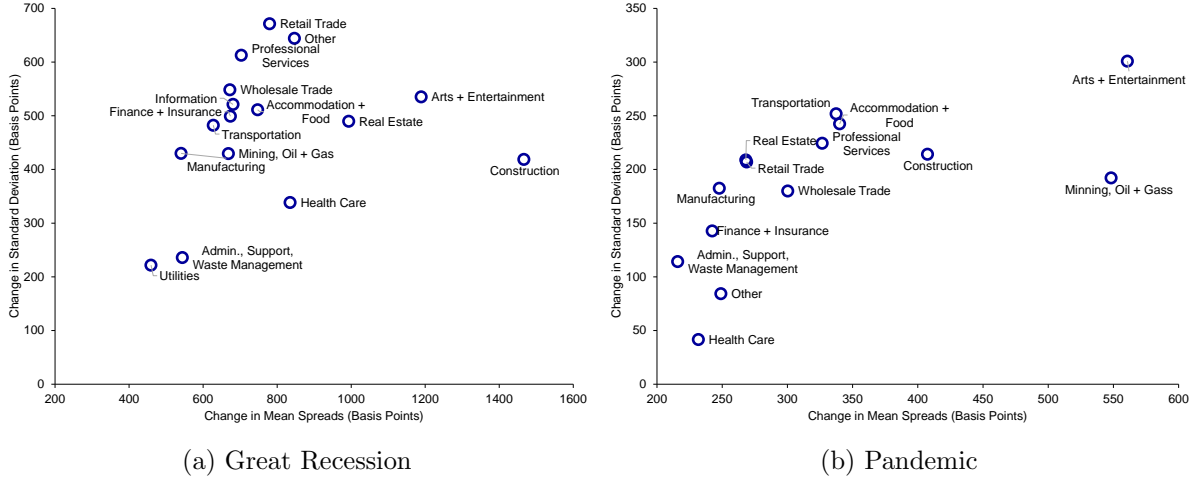 700
600
500
400
300
200
100
0
Change in Standard Deviation (Basis Points)
Retail Trade
Other
Professional
Services
Wholesale Trade
Information
Finance + Insurance
Accommodation +
Food
Arts + Entertainment
Real Estate
Transportation
Mining, Oil + Gas
Manufacturing
Construction
Health Care
Admin., Support,
Waste Management
Utilities
200 400 600 800 1000 1200 1400 1600
Change in Mean Spreads (Basis Points)
(a) Great Recession
350
300
250
200
150
100
50
0
Change in Standard Deviation (Basis Points)
Arts + Entertainment
Transportation
Accommodation +
Food
Real Estate
Professional
Services
Retail Trade
Construction
Manufacturing
Wholesale Trade
Minning, Oil + Gass
Finance + Insurance
Admin., Support,
Waste Management
Other
Health Care
200 250 300 350 400 450 500 550 600
Change in Mean Spreads (Basis Points)
(b) Pandemic